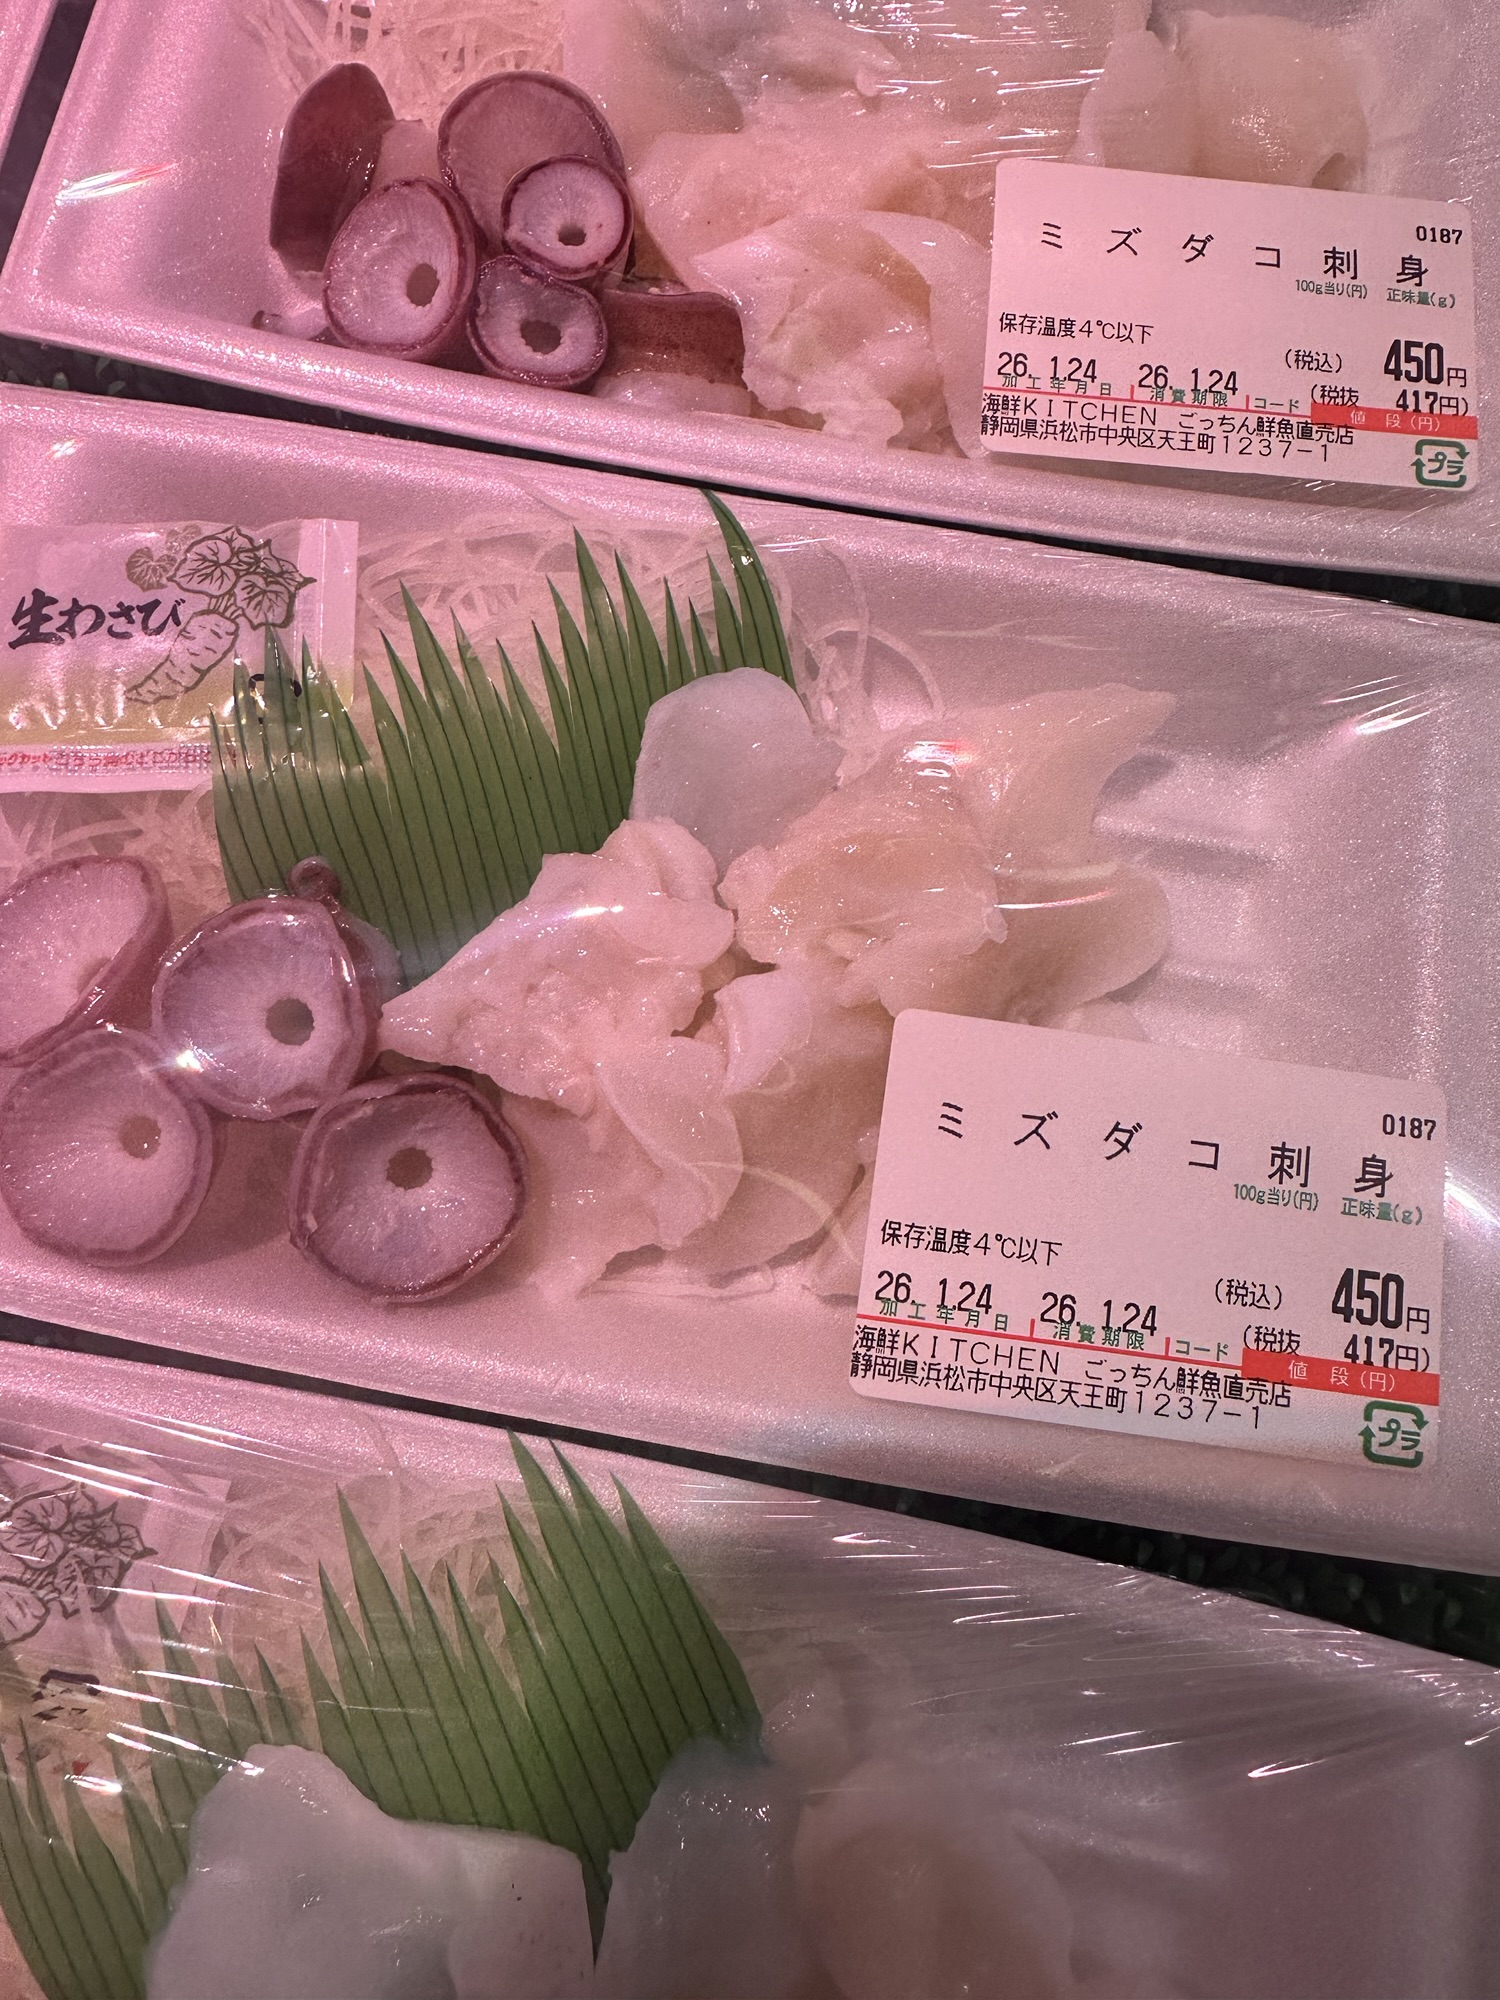 0187
ミズダコ刺身
100g当り(円) 正味量(g)
保存温度4℃以下
(税込) 450円
26. 1.24 26. 1.24 (税抜 417円)
加工年月日 消費期限 コード 値段(円)
海鮮KITCHEN ごっちん鮮魚直売店
静岡県浜松市中央区天王町1237-1
プラ
生わさび
0187
ミズダコ刺身
100g当り(円) 正味量(g)
保存温度4℃以下
(税込) 450円
26. 1.24 26. 1.24 (税抜 417円)
加工年月日 消費期限 コード 値段(円)
海鮮KITCHEN ごっちん鮮魚直売店
静岡県浜松市中央区天王町1237-1
プラ